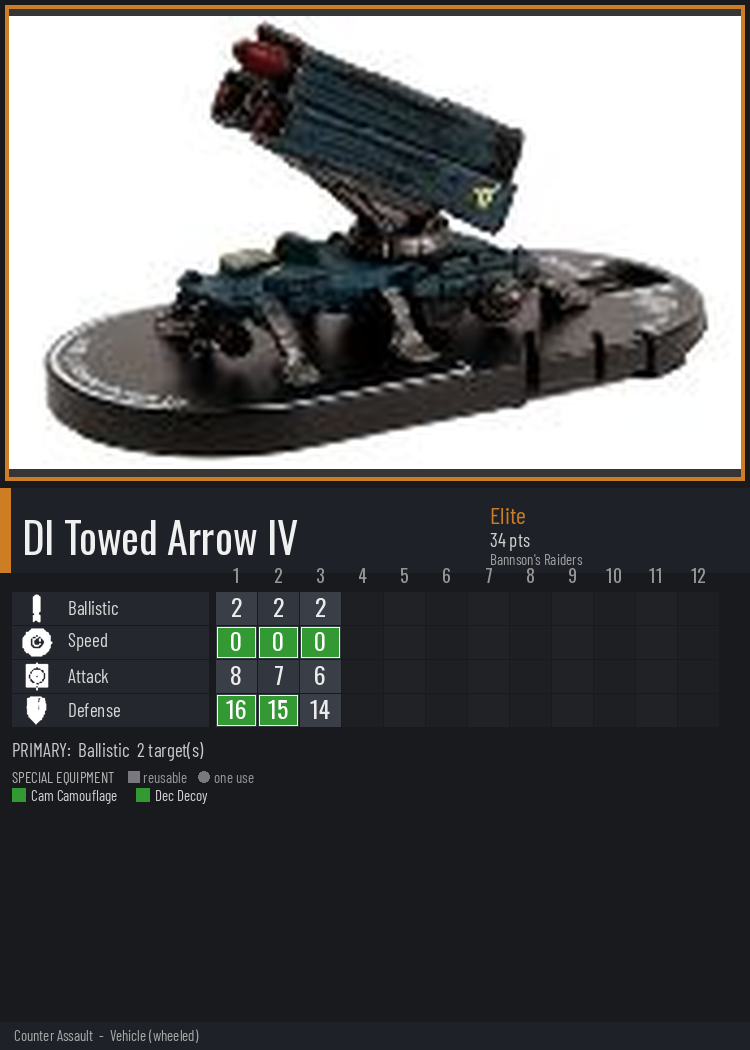 DI Towed Arrow IV
Elite
34 pts
Bannson's Raiders
1 2 3 4 5 6 7 8 9 10 11 12
Ballistic 2 2 2
Speed 0 0 0
Attack 8 7 6
Defense 16 15 14
PRIMARY: Ballistic 2 target(s)
SPECIAL EQUIPMENT reusable one use
Cam Camouflage Dec Decoy
Counter Assault - Vehicle (wheeled)